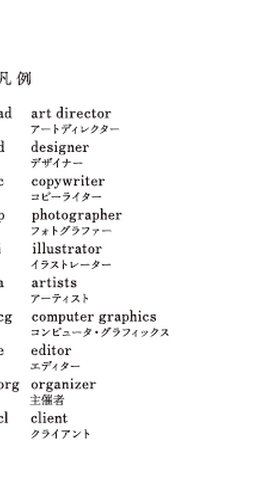 凡例
ad art director
アートディレクター
d designer
デザイナー
c copywriter
コピーライター
p photographer
フォトグラファー
i illustrator
イラストレーター
a artists
アーティスト
cg computer graphics
コンピュータ・グラフィックス
e editor
エディター
org organizer
主催者
cl client
クライアント